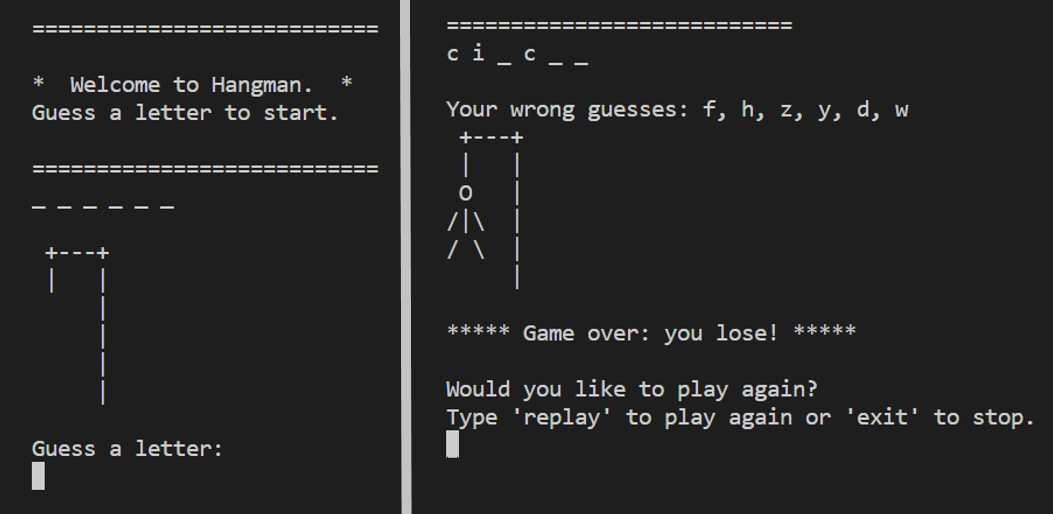 ===========================
*  Welcome to Hangman.  *
Guess a letter to start.
===========================
_ _ _ _ _ _
 +---+
 |   |
     |
     |
     |
     |
Guess a letter:
===========================
c i _ c _ _
Your wrong guesses: f, h, z, y, d, w
 +---+
 |   |
 O   |
/|\  |
/ \  |
     |
***** Game over: you lose! *****
Would you like to play again?
Type 'replay' to play again or 'exit' to stop.